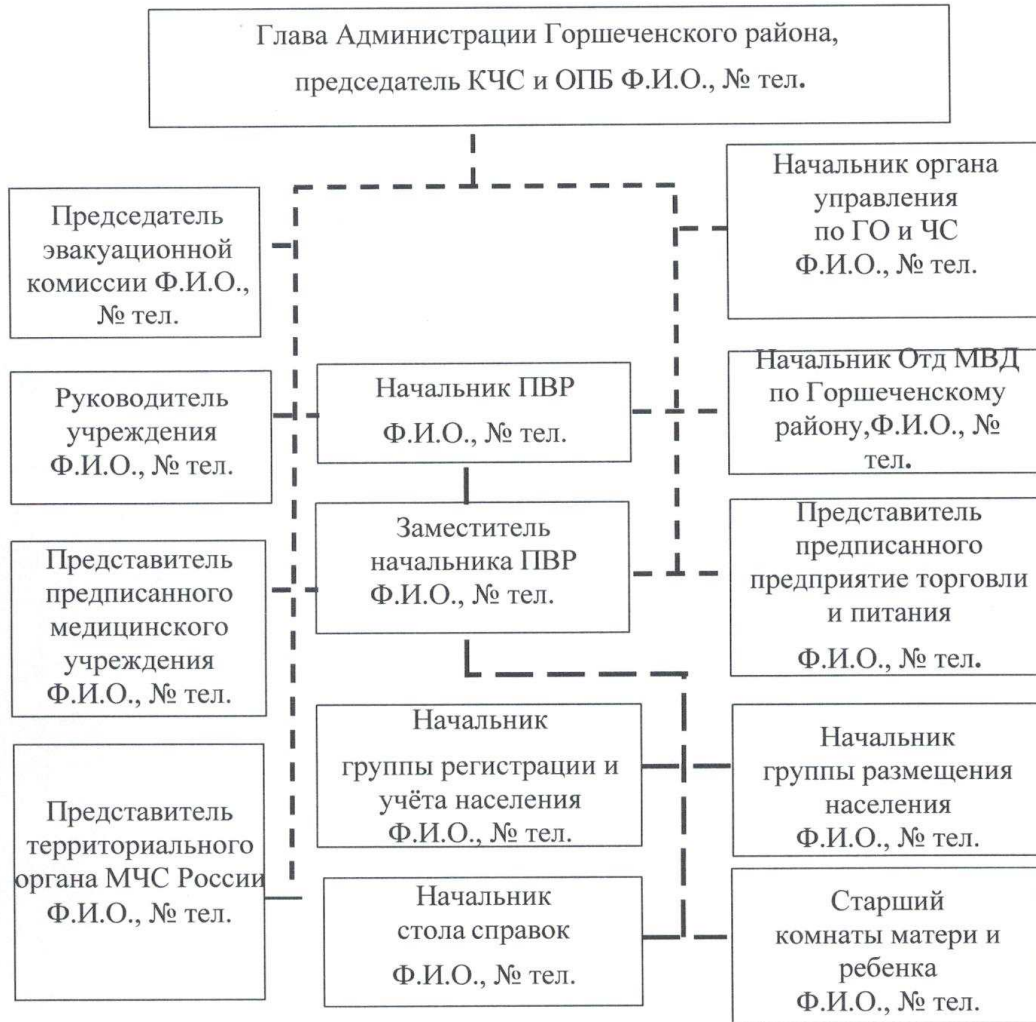 Глава Администрации Горшеченского района,
председатель КЧС и ОПБ Ф.И.О., № тел.
Председатель
эвакуационной
комиссии Ф.И.О.,
№ тел.
Начальник органа
управления
по ГО и ЧС
Ф.И.О., № тел.
Руководитель
учреждения
Ф.И.О., № тел.
Начальник ПВР
Ф.И.О., № тел.
Начальник Отд МВД
по Горшеченскому
району,Ф.И.О., №
тел.
Представитель
предписанного
медицинского
учреждения
Ф.И.О., № тел.
Заместитель
начальника ПВР
Ф.И.О., № тел.
Представитель
предписанного
предприятие торговли
и питания
Ф.И.О., № тел.
Представитель
территориального
органа МЧС России
Ф.И.О., № тел.
Начальник
группы регистрации и
учёта населения
Ф.И.О., № тел.
Начальник
группы размещения
населения
Ф.И.О., № тел.
Начальник
стола справок
Ф.И.О., № тел.
Старший
комнаты матери и
ребенка
Ф.И.О., № тел.